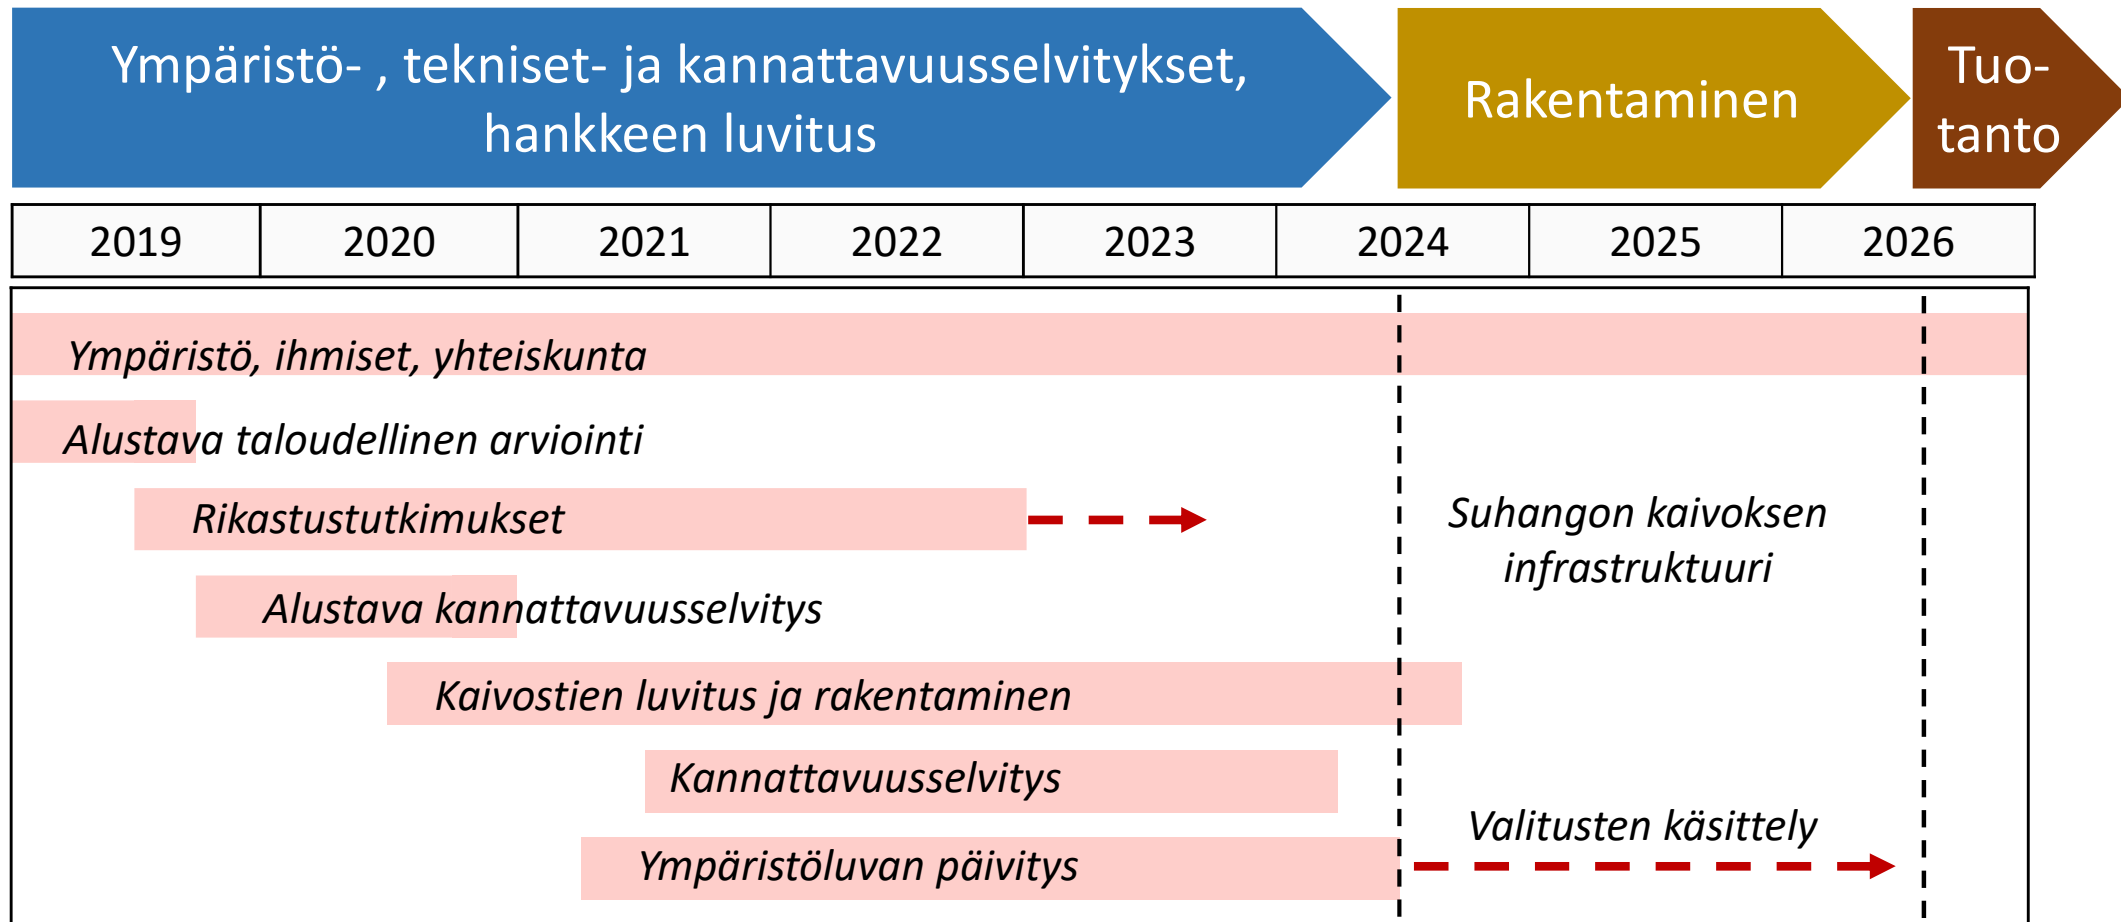 Ympäristö- , tekniset- ja kannattavuusselvitykset,
hankkeen luvitus
Rakentaminen
Tuo-
tanto
2019 2020 2021 2022 2023 2024 2025 2026
Ympäristö, ihmiset, yhteiskunta
Alustava taloudellinen arviointi
Rikastustutkimukset
Suhangon kaivoksen
infrastruktuuri
Alustava kannattavuusselvitys
Kaivostien luvitus ja rakentaminen
Kannattavuusselvitys
Valitusten käsittely
Ympäristöluvan päivitys